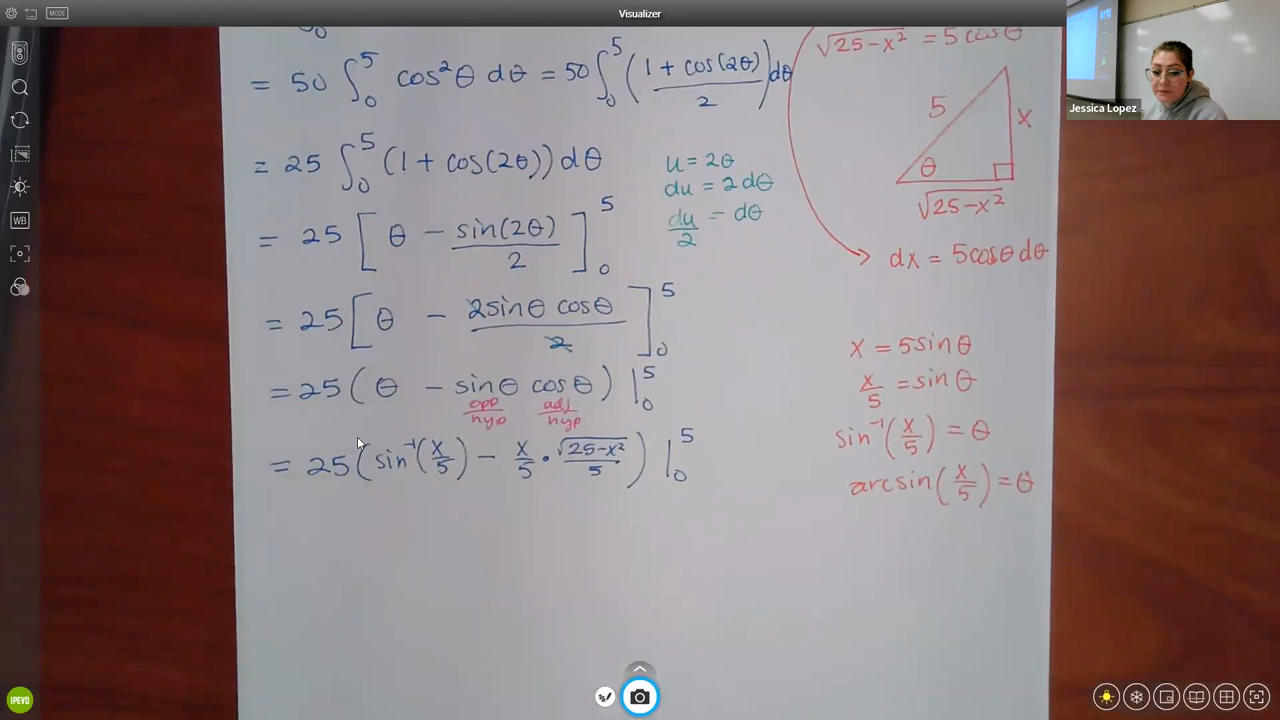 MODE
Visualizer
Jessica Lopez
WB
IPEVO
= 50 ∫₀⁵ cos²θ dθ = 50 ∫₀⁵ ((1 + cos(2θ))/2) dθ
= 25 ∫₀⁵ (1 + cos(2θ)) dθ
u = 2θ
du = 2dθ
du/2 = dθ
= 25 [ θ − sin(2θ)/2 ]₀⁵
= 25 [ θ − 2sinθ cosθ/2 ]₀⁵
= 25 ( θ − sinθ cosθ ) |₀⁵
opp/hyp adj/hyp
= 25 ( sin⁻¹(x/5) − x/5 • √(25−x²)/5 ) |₀⁵
√(25−x²) = 5 cosθ
5
x
θ
√(25−x²)
dx = 5cosθ dθ
x = 5sinθ
x/5 = sinθ
sin⁻¹(x/5) = θ
arcsin(x/5) = θ